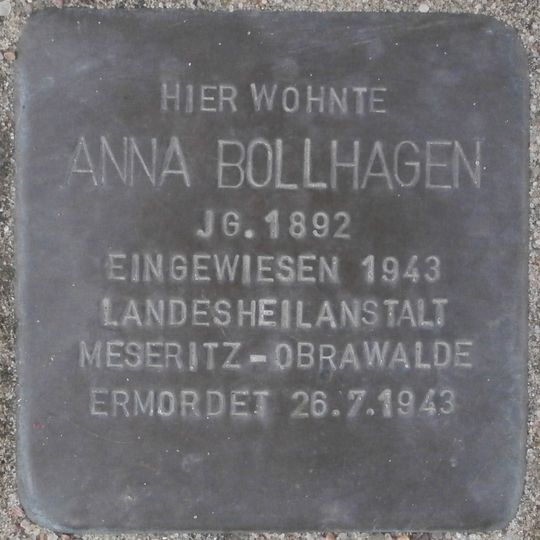 HIER WOHNTE
ANNA BOLLHAGEN
JG. 1892
EINGEWIESEN 1943
LANDESHEILANSTALT
MESERITZ-OBRAWALDE
ERMORDET 26.7.1943